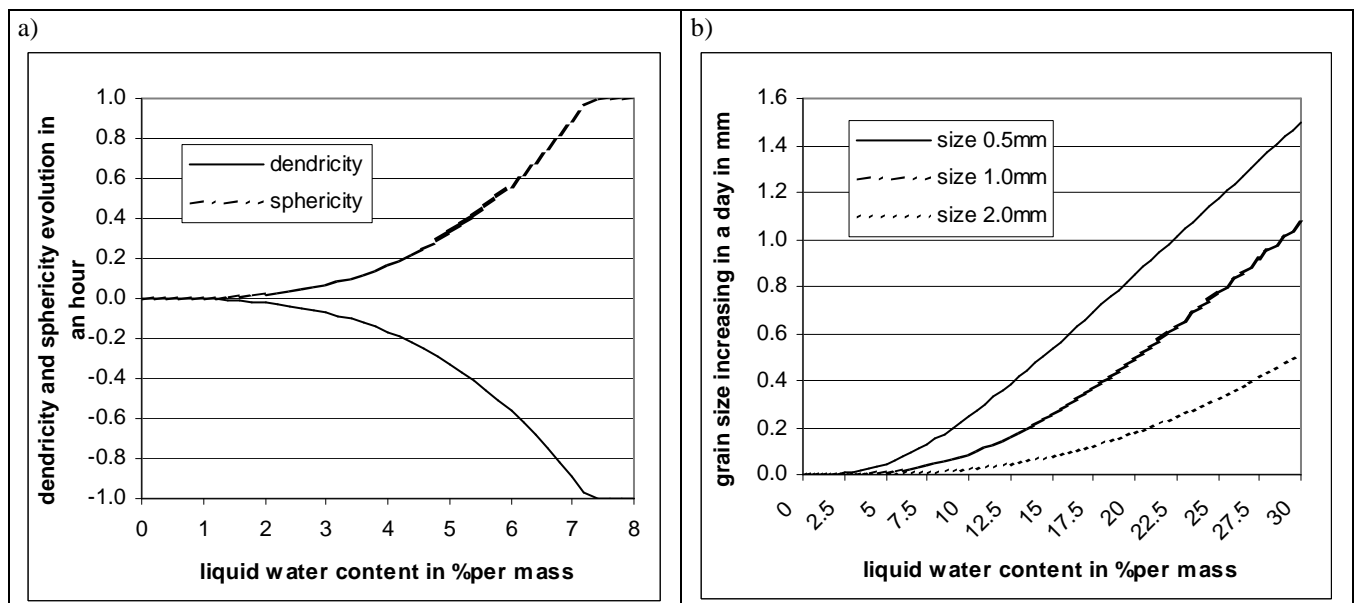 a)
dendricity and sphericity evolution in
an hour
1.0
0.8
0.6
0.4
0.2
0.0
-0.2
-0.4
-0.6
-0.8
-1.0
dendricity
sphericity
0 1 2 3 4 5 6 7 8
liquid water content in %per mass
b)
grain size increasing in a day in mm
1.6
1.4
1.2
1.0
0.8
0.6
0.4
0.2
0.0
size 0.5mm
size 1.0mm
size 2.0mm
0 2.5 5 7.5 10 12.5 15 17.5 20 22.5 25 27.5 30
liquid water content in %per mass